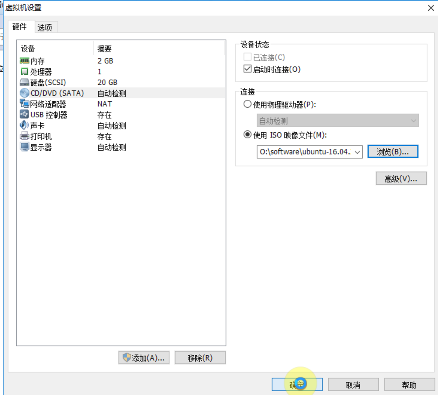 虚拟机设置
硬件 选项
设备 摘要
内存 2 GB
处理器 1
硬盘(SCSI) 20 GB
CD/DVD (SATA) 自动检测
网络适配器 NAT
USB 控制器 存在
声卡 自动检测
打印机 存在
显示器 自动检测
添加(A)... 移除(R)
设备状态
已连接(C)
启动时连接(O)
连接
使用物理驱动器(P):
自动检测
使用 ISO 映像文件(M):
O:\software\ubuntu-16.04. 浏览(B)...
高级(V)...
取消 帮助